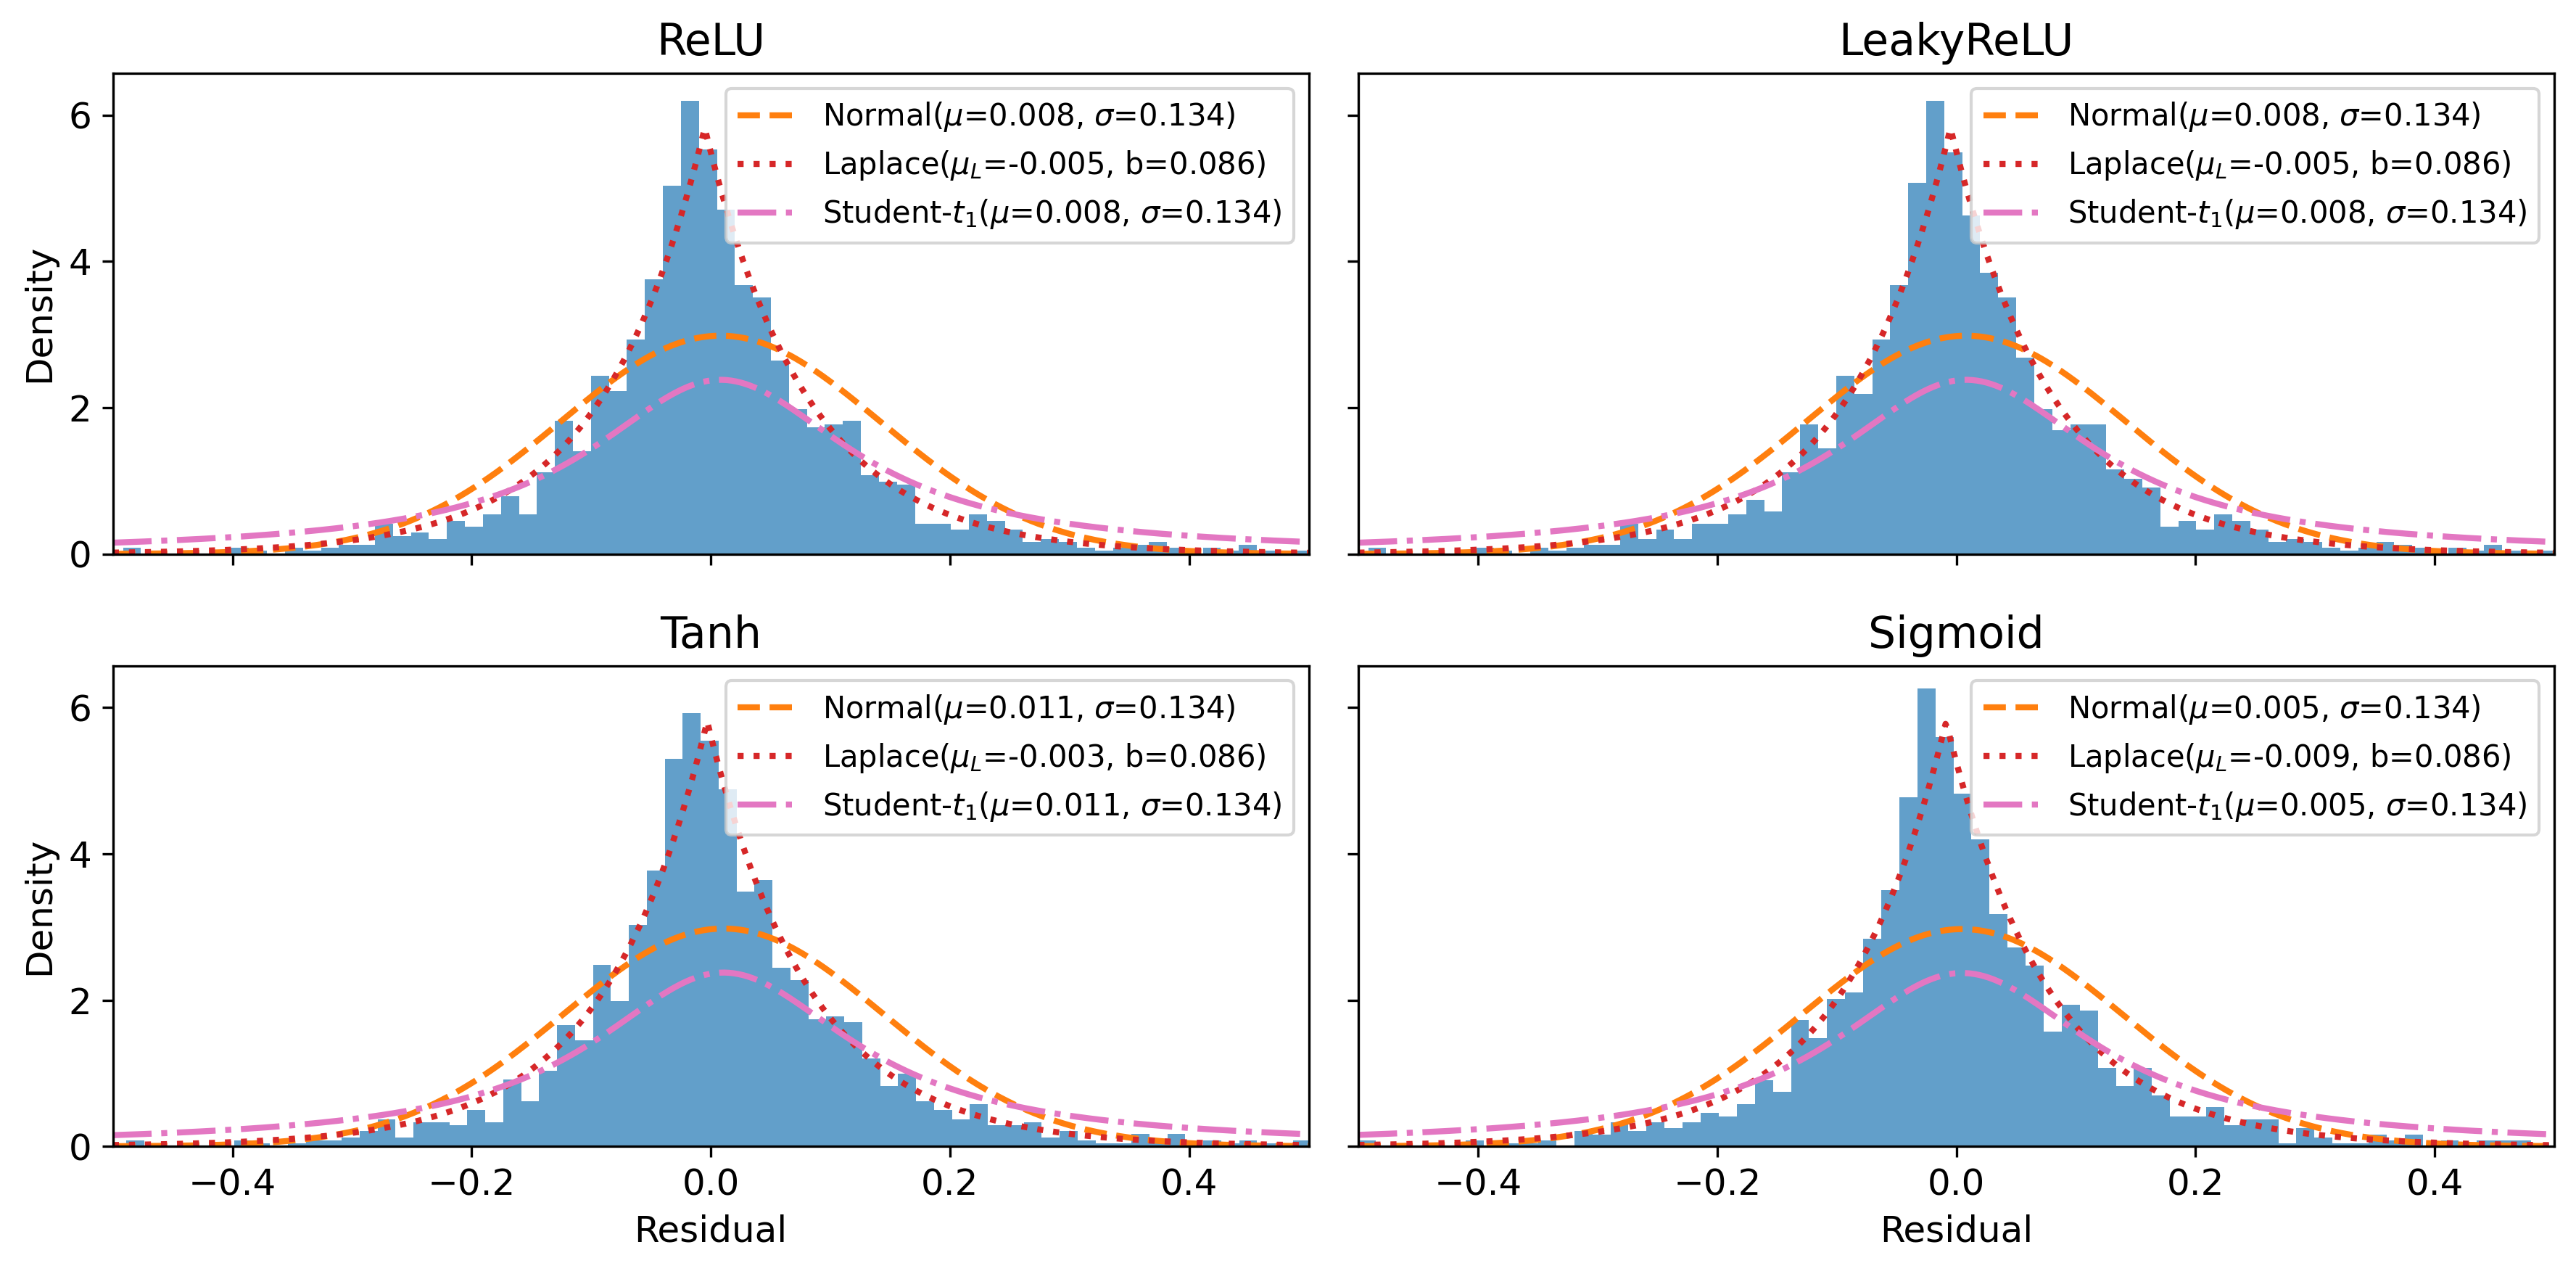 ReLU
Normal(μ=0.008, σ=0.134)
Laplace(μ_L=-0.005, b=0.086)
Student-t₁(μ=0.008, σ=0.134)
Density
6
4
2
0
LeakyReLU
Normal(μ=0.008, σ=0.134)
Laplace(μ_L=-0.005, b=0.086)
Student-t₁(μ=0.008, σ=0.134)
Tanh
Normal(μ=0.011, σ=0.134)
Laplace(μ_L=-0.003, b=0.086)
Student-t₁(μ=0.011, σ=0.134)
Density
6
4
2
0
−0.4 −0.2 0.0 0.2 0.4
Residual
Sigmoid
Normal(μ=0.005, σ=0.134)
Laplace(μ_L=-0.009, b=0.086)
Student-t₁(μ=0.005, σ=0.134)
−0.4 −0.2 0.0 0.2 0.4
Residual